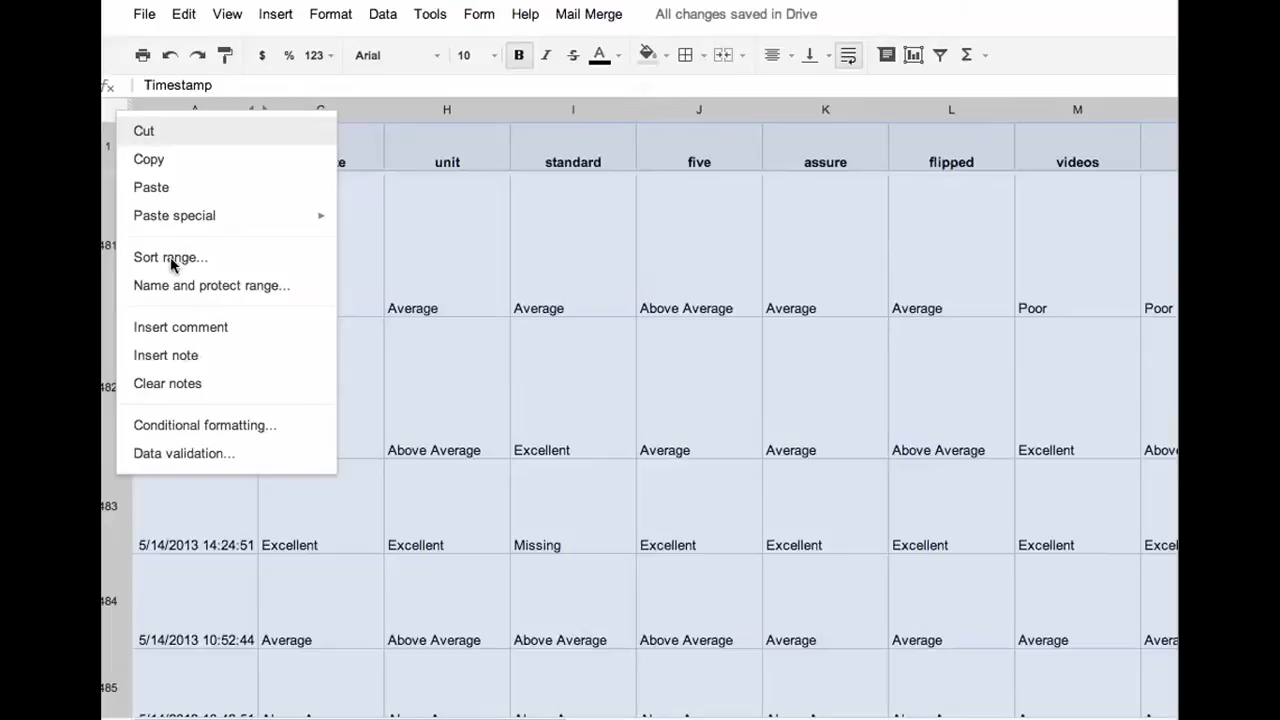 File Edit View Insert Format Data Tools Form Help Mail Merge All changes saved in Drive
$ % 123 Arial 10 B I S A Σ
fx Timestamp
A G H I J K L M
1 unit standard five assure flipped videos
Cut
Copy
Paste
Paste special
Sort range...
Name and protect range...
Insert comment
Insert note
Clear notes
Conditional formatting...
Data validation...
481 Average Average Above Average Average Average Poor Poor
482 Above Average Excellent Average Average Above Average Excellent
483 5/14/2013 14:24:51 Excellent Excellent Missing Excellent Excellent Excellent Excellent
484 5/14/2013 10:52:44 Average Above Average Above Average Above Average Average Average Average
485